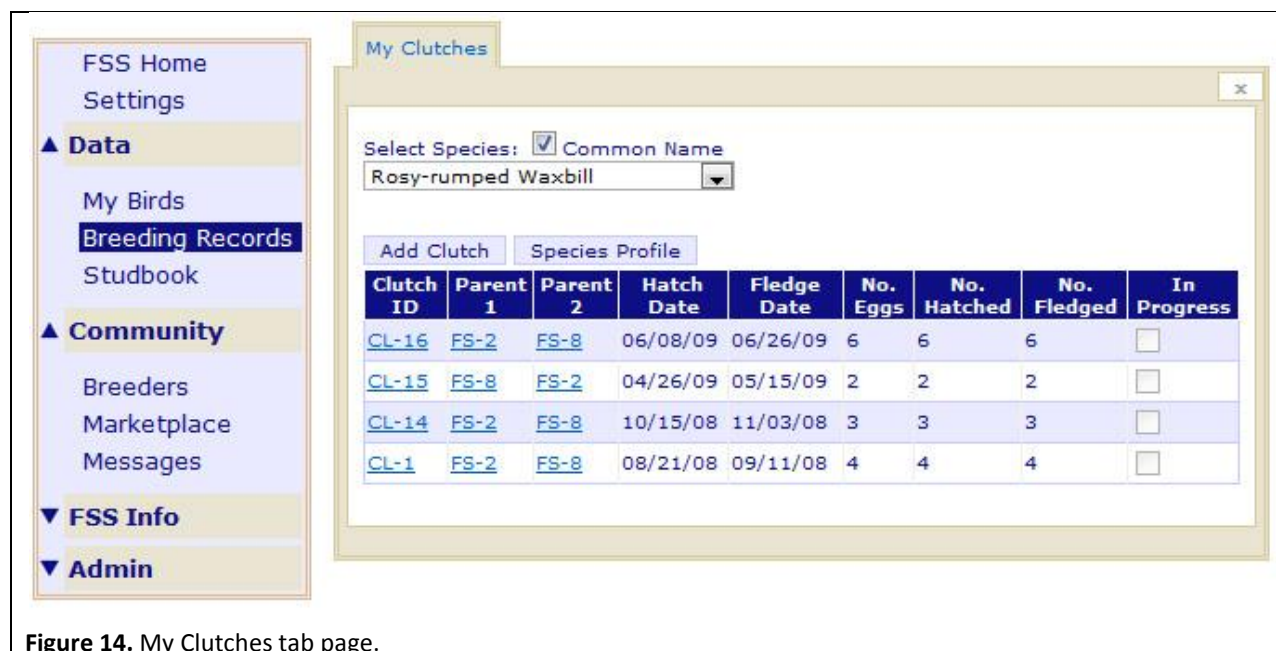 FSS Home
Settings
▲ Data
My Birds
Breeding Records
Studbook
▲ Community
Breeders
Marketplace
Messages
▼ FSS Info
▼ Admin
My Clutches
x
Select Species: Common Name
Rosy-rumped Waxbill
Add Clutch Species Profile
Clutch ID Parent 1 Parent 2 Hatch Date Fledge Date No. Eggs No. Hatched No. Fledged In Progress
CL-16 FS-2 FS-8 06/08/09 06/26/09 6 6 6
CL-15 FS-8 FS-2 04/26/09 05/15/09 2 2 2
CL-14 FS-2 FS-8 10/15/08 11/03/08 3 3 3
CL-1 FS-2 FS-8 08/21/08 09/11/08 4 4 4
Figure 14. My Clutches tab page.